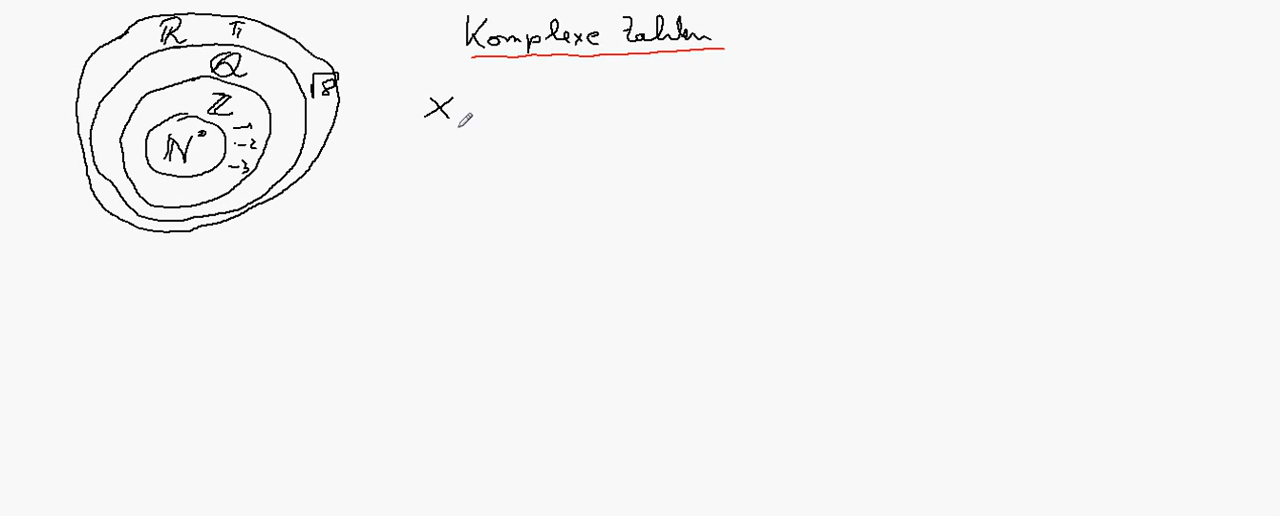 ℝ π
Komplexe Zahlen
ℚ
√8
ℤ
x
-1
ℕ°
-2
-3